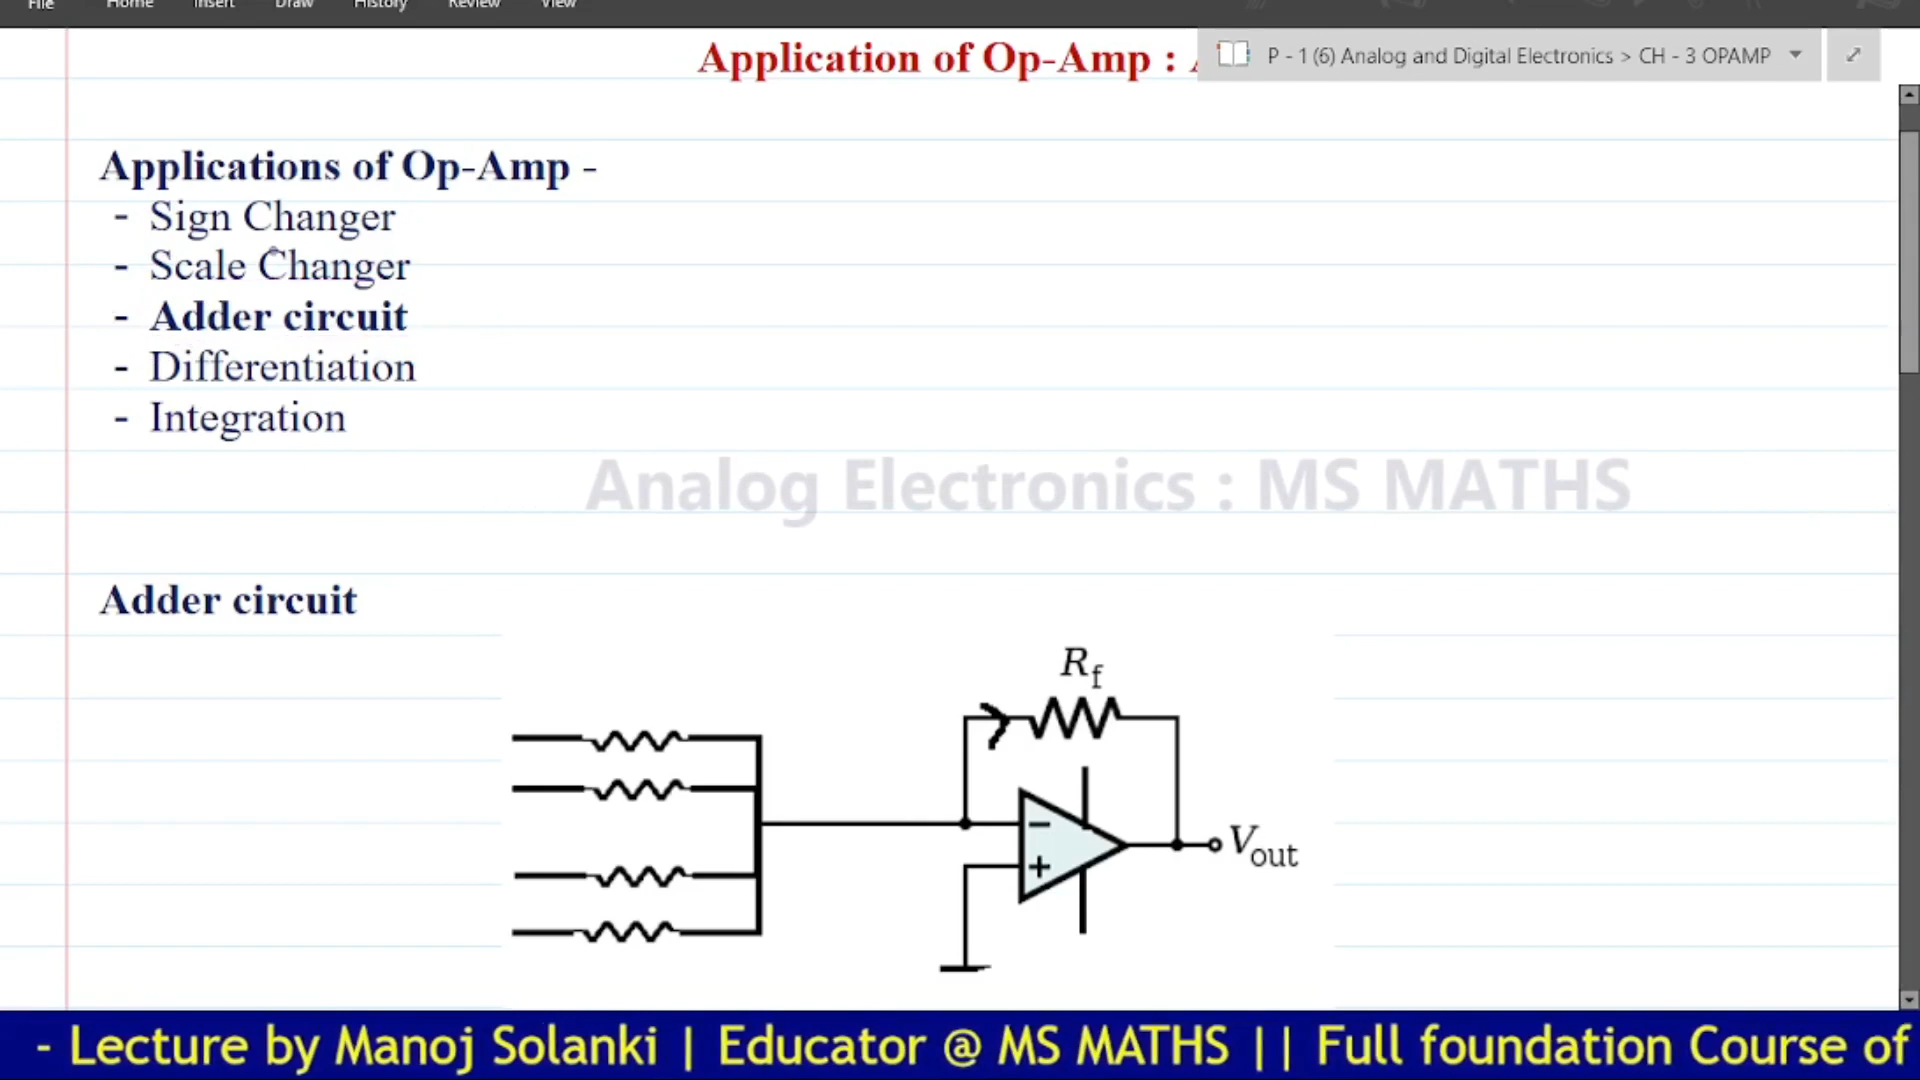 File Home Insert Draw History Review View
Application of Op-Amp :
P - 1 (6) Analog and Digital Electronics > CH - 3 OPAMP
Applications of Op-Amp -
- Sign Changer
- Scale Changer
- Adder circuit
- Differentiation
- Integration
Analog Electronics : MS MATHS
Adder circuit
Rf
−
+
Vout
- Lecture by Manoj Solanki | Educator @ MS MATHS || Full foundation Course of